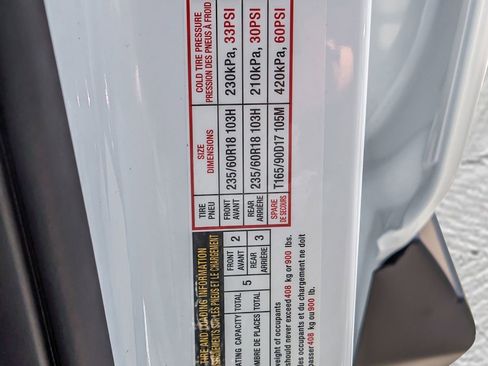 TIRE AND LOADING INFORMATION
RENSEIGNEMENTS SUR LES PNEUS ET LE CHARGEMENT
ATING CAPACITY TOTAL 5 FRONT AVANT 2 REAR ARRIÈRE 3
OMBRE DE PLACES TOTAL
weight of occupants
should never exceed 408 kg or 900 lbs.
les occupants et du chargement ne doit
passer 408 kg ou 900 lb.
TIRE PNEU SIZE DIMENSIONS COLD TIRE PRESSURE PRESSION DES PNEUS À FROID
FRONT AVANT 235/60R18 103H 230kPa, 33PSI
REAR ARRIÈRE 235/60R18 103H 210kPa, 30PSI
SPARE DE SECOURS T165/90D17 105M 420kPa, 60PSI